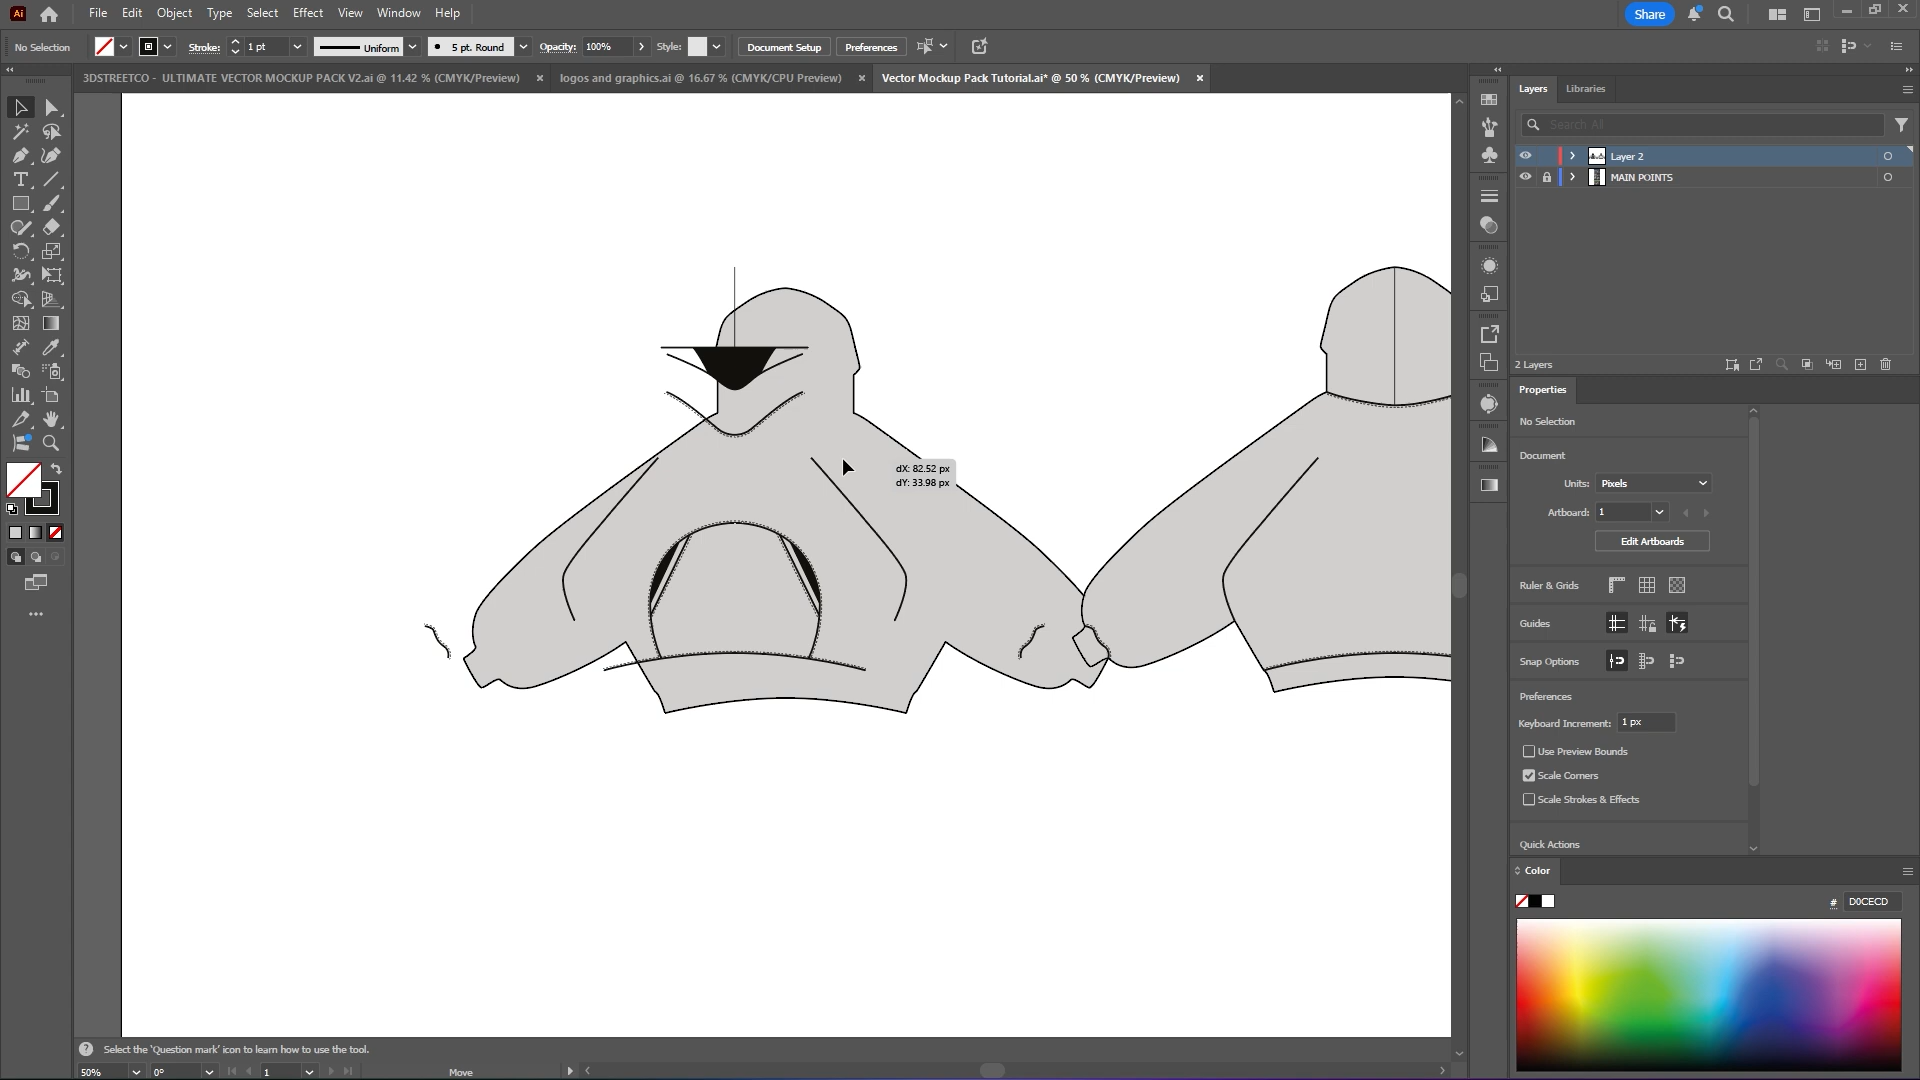 Ai File Edit Object Type Select Effect View Window Help Share
No Selection Stroke: 1 pt Uniform 5 pt. Round Opacity: 100% Style: Document Setup Preferences
3DSTREETCO - ULTIMATE VECTOR MOCKUP PACK V2.ai @ 11.42 % (CMYK/Preview) × logos and graphics.ai @ 16.67 % (CMYK/CPU Preview) × Vector Mockup Pack Tutorial.ai* @ 50 % (CMYK/Preview) ×
Layers Libraries
Search All
Layer 2
MAIN POINTS
2 Layers
Properties
No Selection
Document
Units: Pixels
Artboard: 1
Edit Artboards
Ruler & Grids
Guides
Snap Options
Preferences
Keyboard Increment: 1 px
Use Preview Bounds
Scale Corners
Scale Strokes & Effects
Quick Actions
Color
# D0CECD
dX: 82.52 px
dY: 33.98 px
Select the 'Question mark' icon to learn how to use the tool.
50% 0° 1 Move